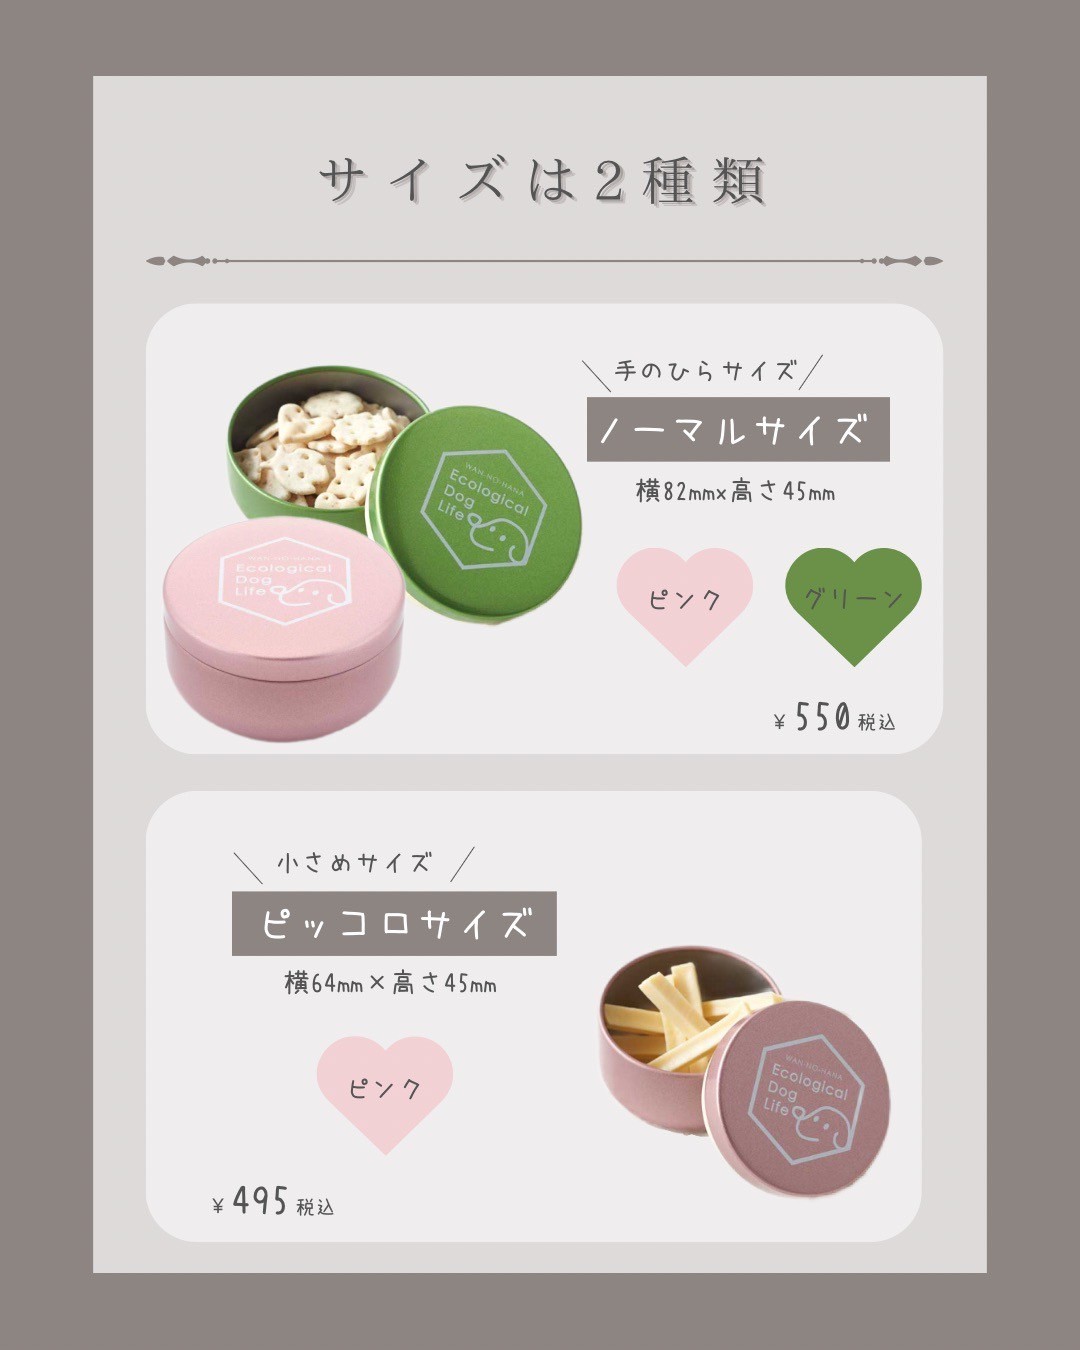 サイズは2種類
手のひらサイズ
ノーマルサイズ
横82mmx高さ45mm
ピンク
グリーン
¥550税込
WAN-NO-HANA
Ecological
Dog
Life
WAN-NO-HANA
Ecological
Dog
Life
小さめサイズ
ピッコロサイズ
横64mm×高さ45mm
ピンク
¥495税込
WAN-NO-HANA
Ecological
Dog
Life